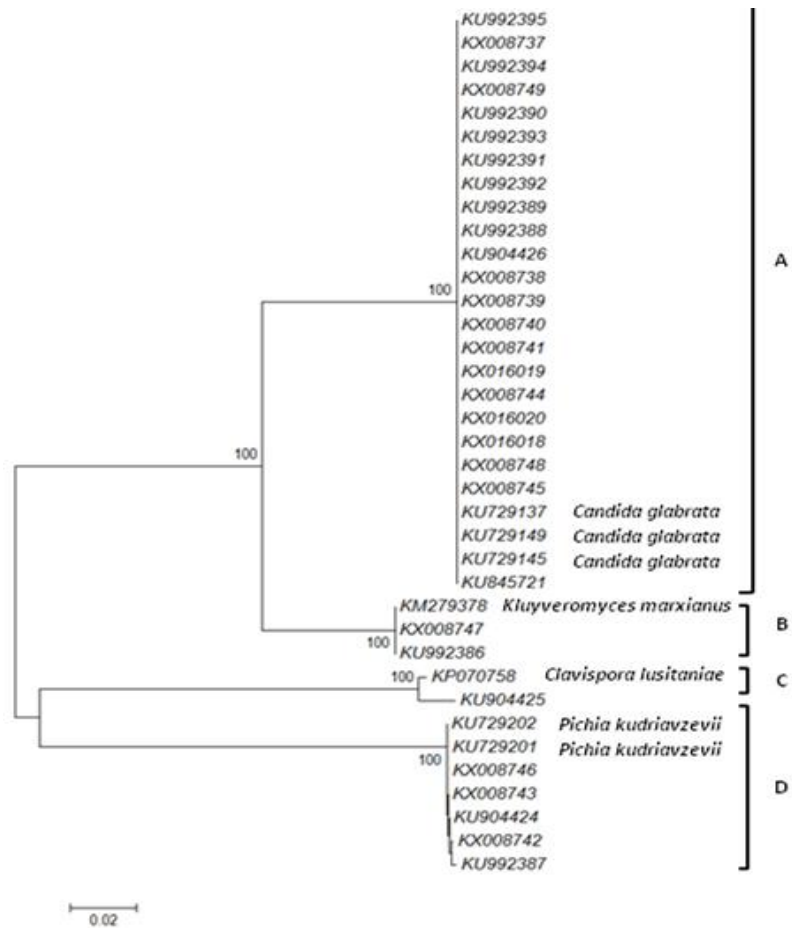 KU992395
KX008737
KU992394
KX008749
KU992390
KU992393
KU992391
KU992392
KU992389
KU992388
KU904426
KX008738
100 KX008739
KX008740
KX008741
KX016019
KX008744
KX016020
KX016018
KX008748
KX008745
KU729137 Candida glabrata
KU729149 Candida glabrata
KU729145 Candida glabrata
KU845721
A
100
KM279378 Kluyveromyces marxianus
KX008747
100 KU992386
B
100 KP070758 Clavispora lusitaniae
KU904425
C
KU729202 Pichia kudriavzevii
KU729201 Pichia kudriavzevii
100 KX008746
KX008743
KU904424
KX008742
KU992387
D
0.02